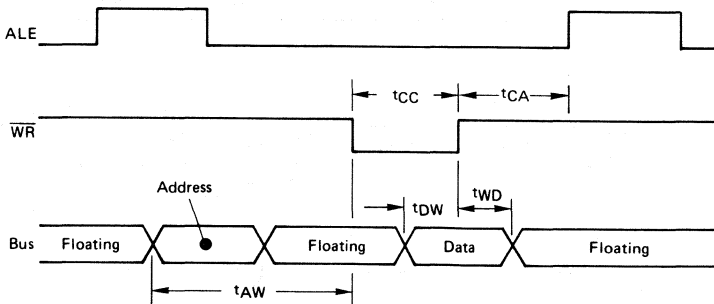 ALE
tCC
tCA
WR
Address
tDW
tWD
Bus
Floating
Floating
Data
Floating
tAW